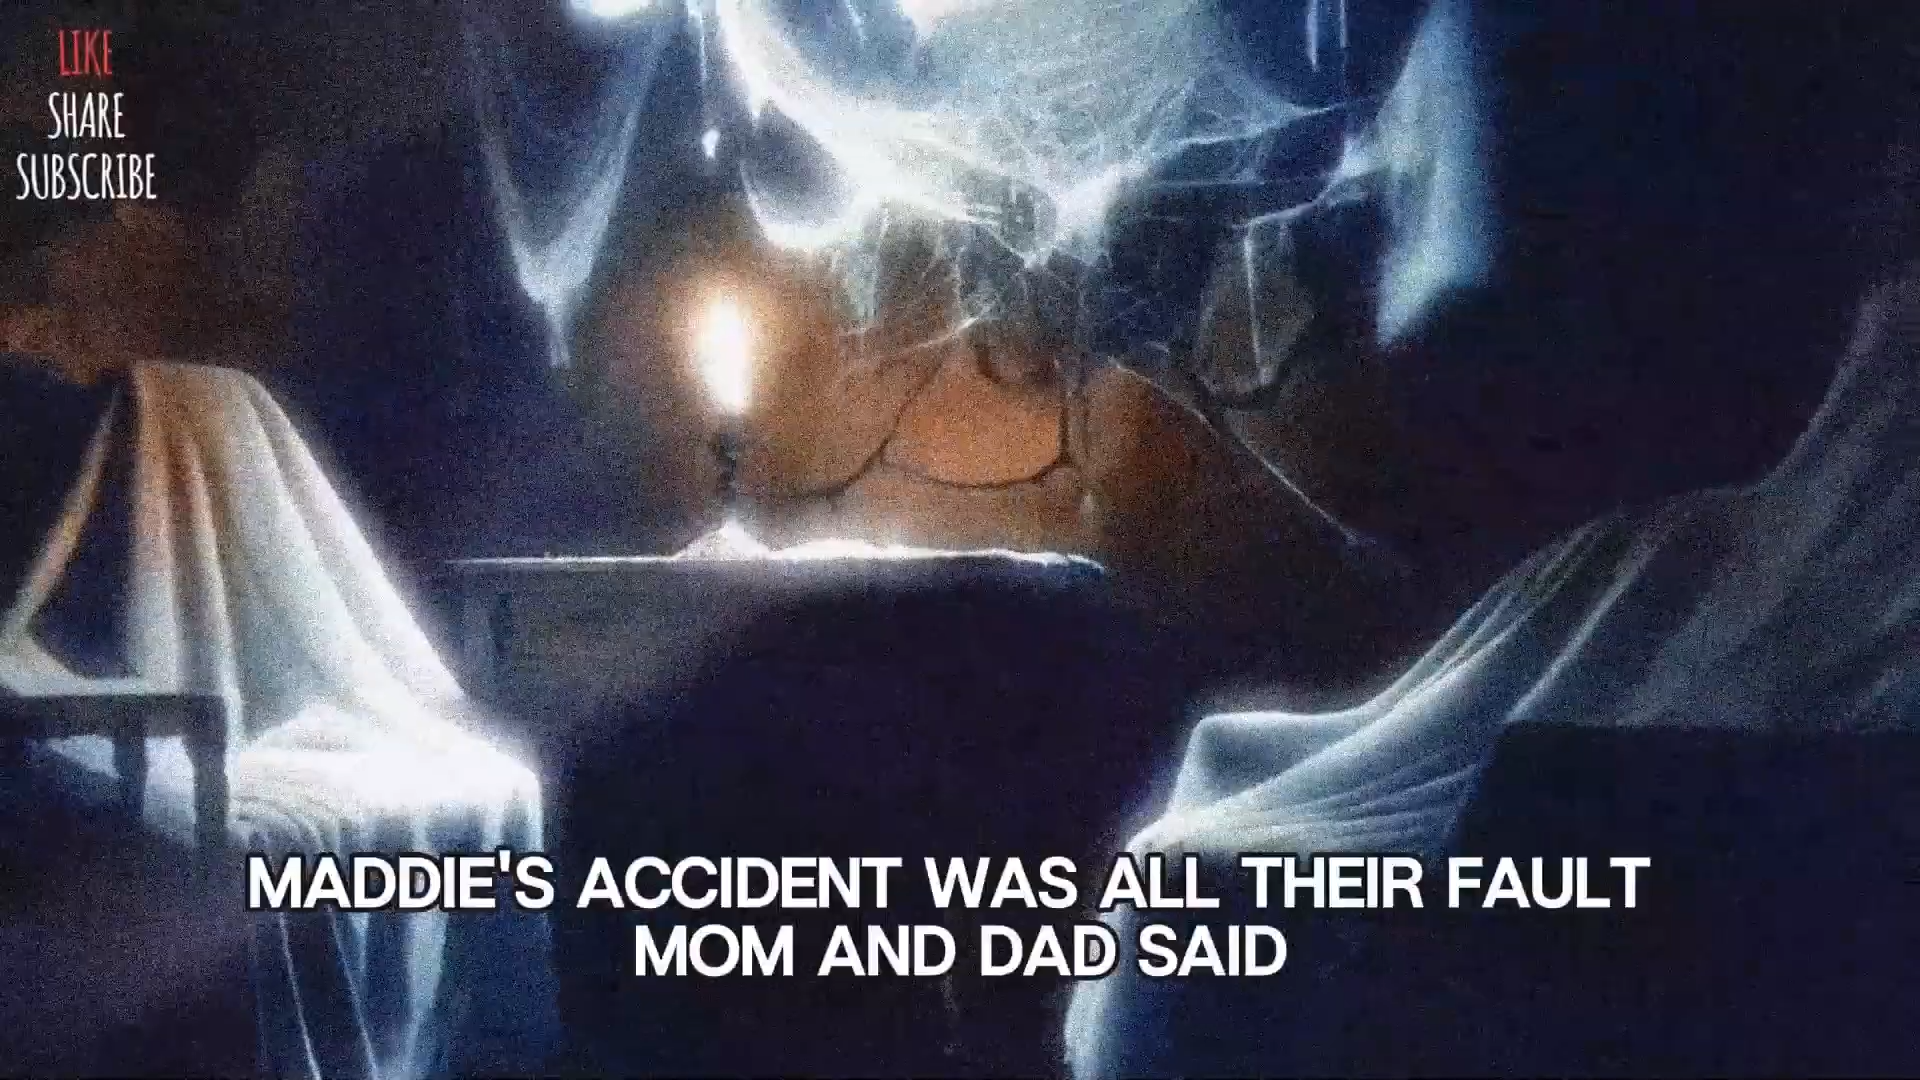 LIKE
SHARE
SUBSCRIBE
MADDIE'S ACCIDENT WAS ALL THEIR FAULT
MOM AND DAD SAID